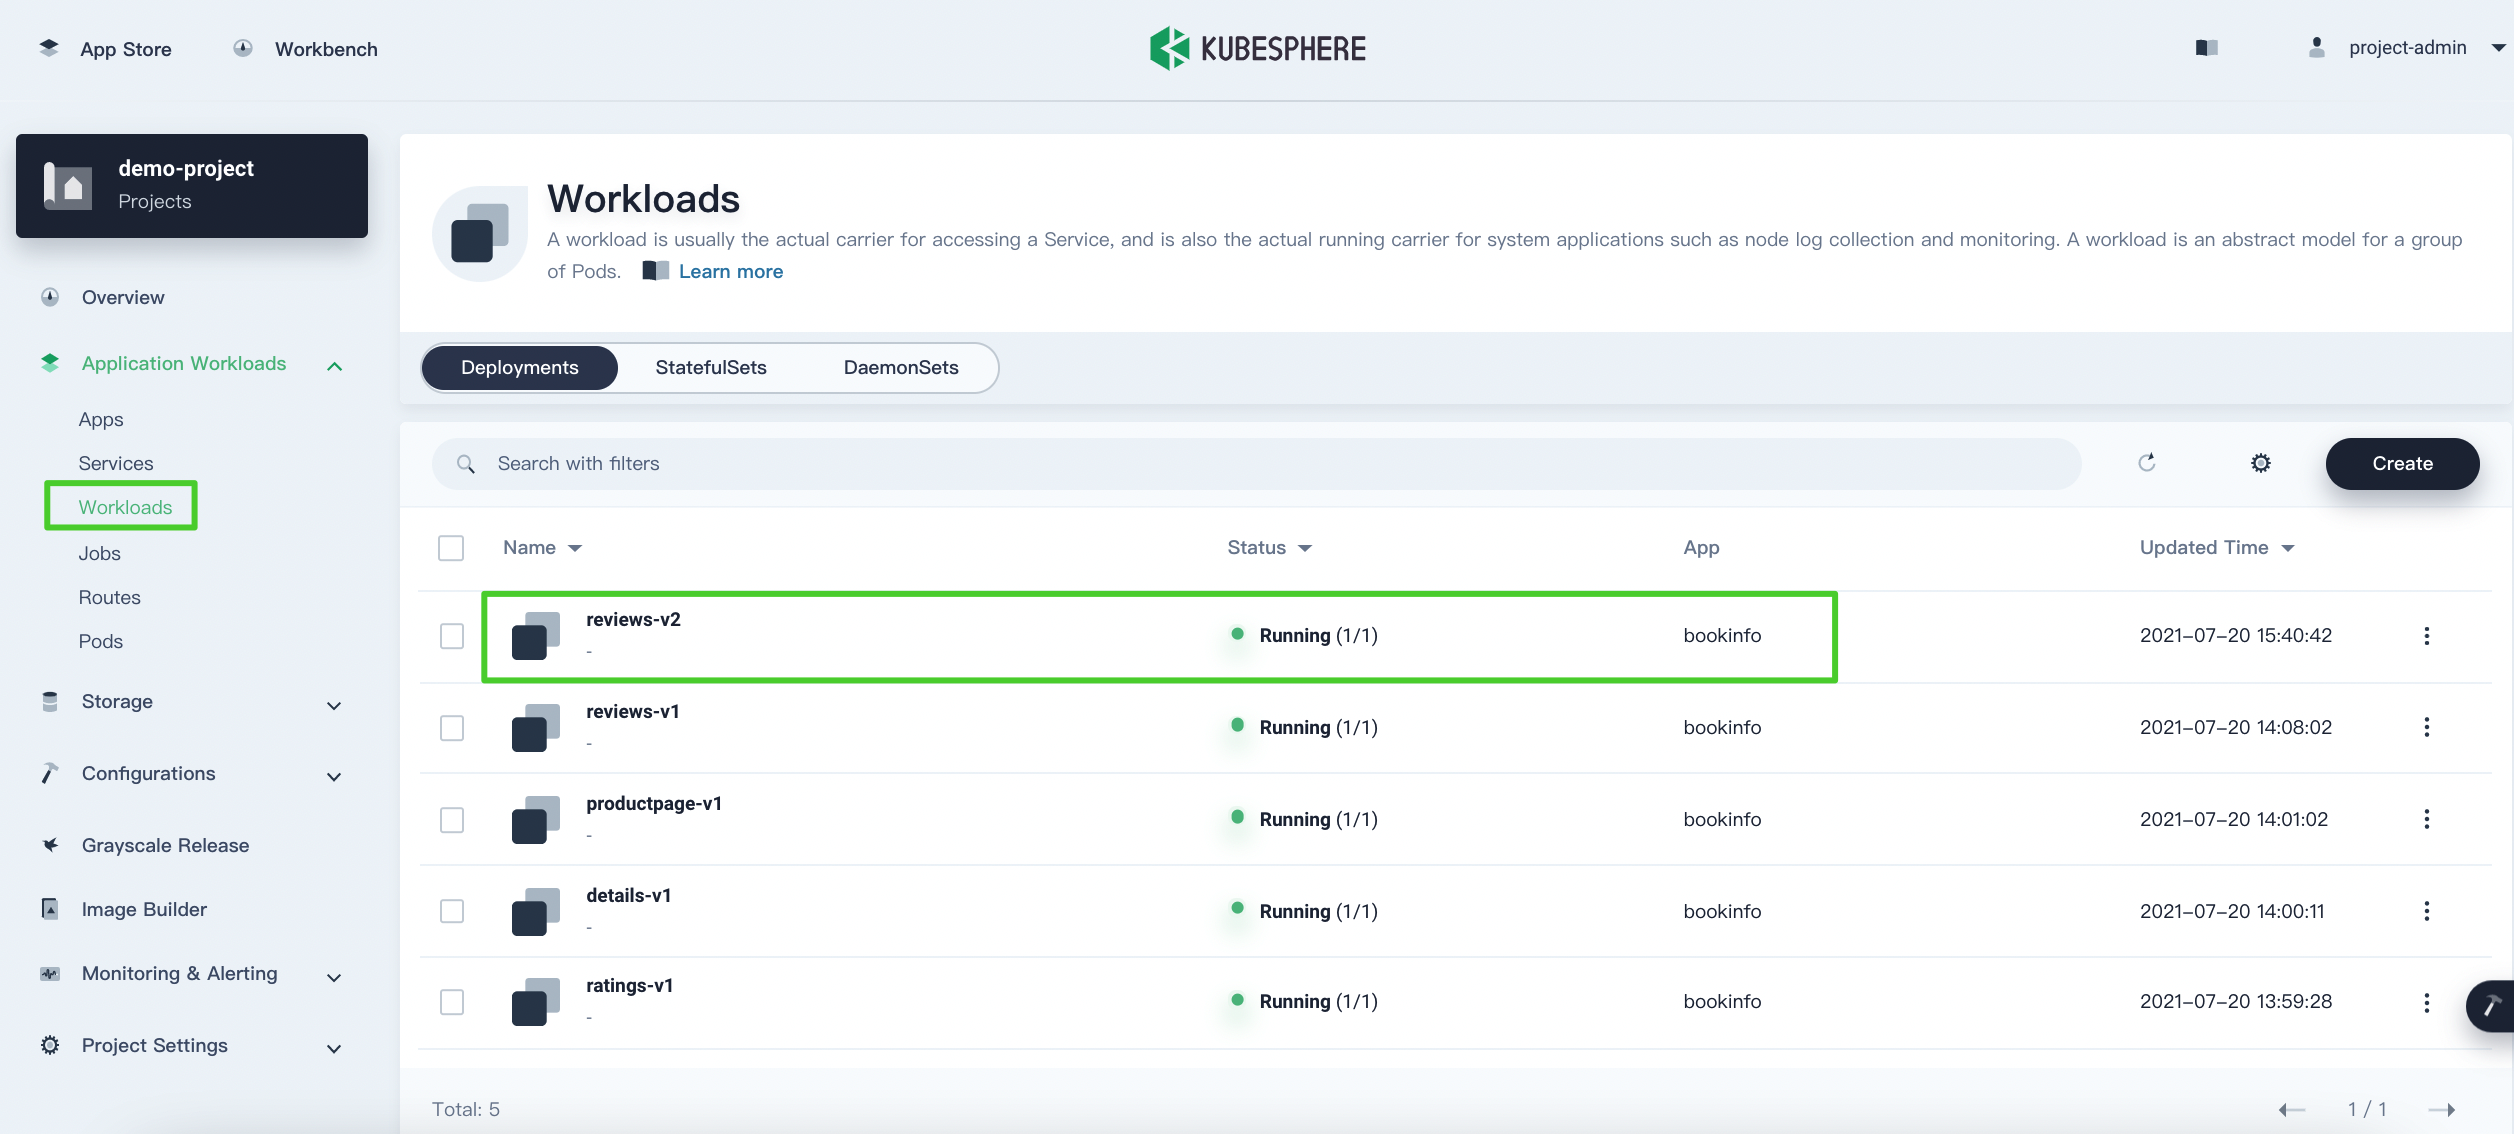 App Store
Workbench
KUBESPHERE
project-admin
demo-project
Projects
Overview
Application Workloads
Apps
Services
Workloads
Jobs
Routes
Pods
Storage
Configurations
Grayscale Release
Image Builder
Monitoring & Alerting
Project Settings
Workloads
A workload is usually the actual carrier for accessing a Service, and is also the actual running carrier for system applications such as node log collection and monitoring. A workload is an abstract model for a group
of Pods. Learn more
Deployments StatefulSets DaemonSets
Search with filters
Create
Name Status App Updated Time
reviews-v2
-
Running (1/1) bookinfo 2021-07-20 15:40:42
reviews-v1
-
Running (1/1) bookinfo 2021-07-20 14:08:02
productpage-v1
-
Running (1/1) bookinfo 2021-07-20 14:01:02
details-v1
-
Running (1/1) bookinfo 2021-07-20 14:00:11
ratings-v1
-
Running (1/1) bookinfo 2021-07-20 13:59:28
Total: 5
1 / 1